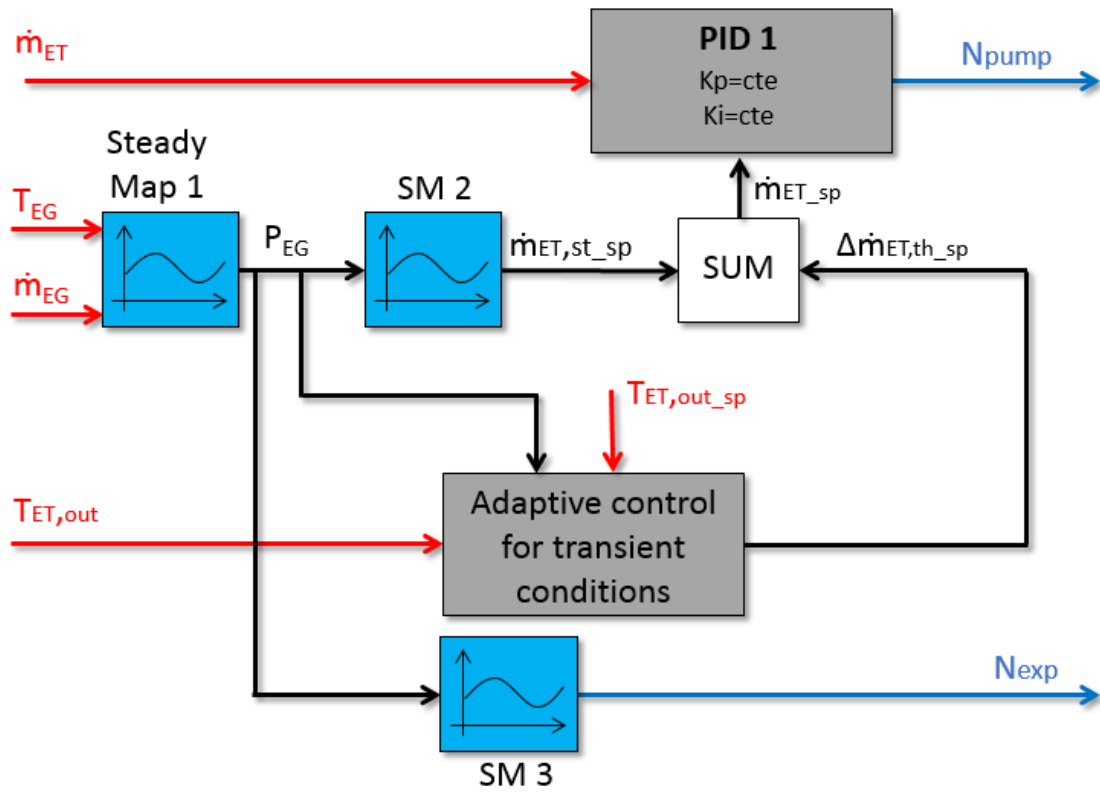 ṁET
PID 1
Kp=cte
Ki=cte
Npump
Steady
Map 1
TEG
ṁEG
PEG
SM 2
ṁET,st_sp
SUM
ṁET_sp
ΔṁET,th_sp
TET,out_sp
TET,out
Adaptive control
for transient
conditions
Nexp
SM 3